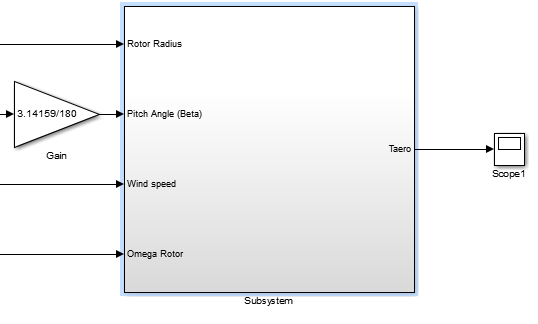 Rotor Radius
3.14159/180
Pitch Angle (Beta)
Gain
Taero
Scope1
Wind speed
Omega Rotor
Subsystem